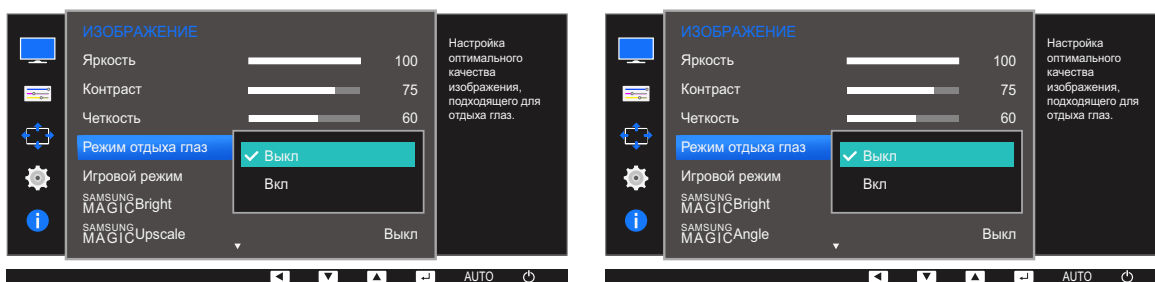 ИЗОБРАЖЕНИЕ
Яркость 100
Контраст 75
Четкость 60
Режим отдыха глаз
Выкл
Игровой режим
Вкл
SAMSUNG
MAGICBright
SAMSUNG
MAGICUpscale Выкл
Настройка
оптимального
качества
изображения,
подходящего для
отдыха глаз.
AUTO
ИЗОБРАЖЕНИЕ
Яркость 100
Контраст 75
Четкость 60
Режим отдыха глаз
Выкл
Игровой режим
Вкл
SAMSUNG
MAGICBright
SAMSUNG
MAGICAngle Выкл
Настройка
оптимального
качества
изображения,
подходящего для
отдыха глаз.
AUTO